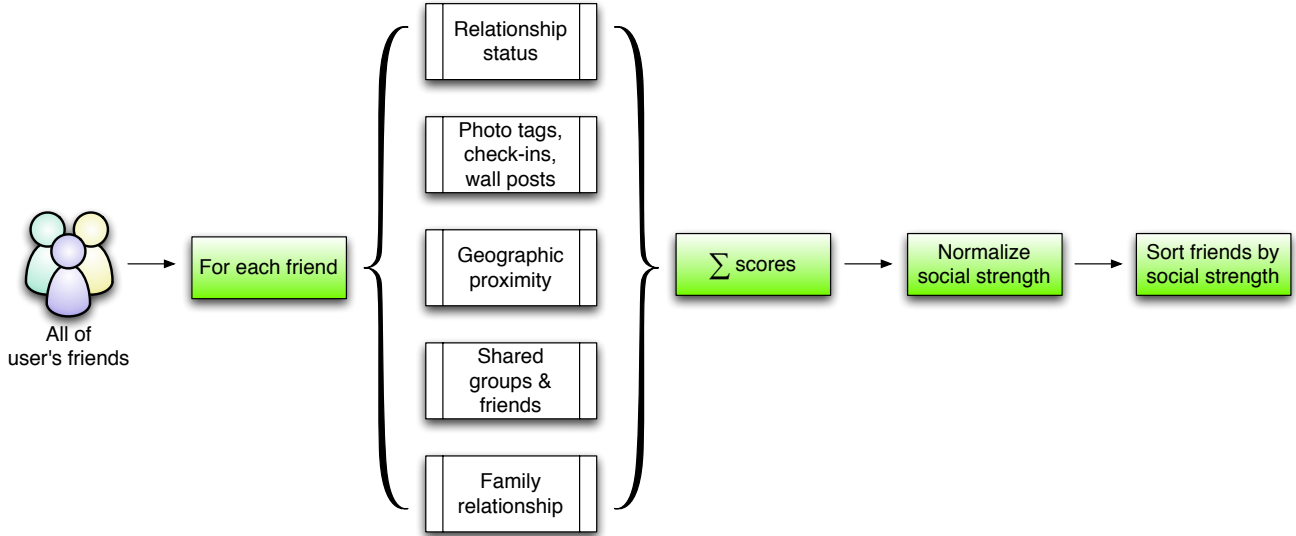 All of
user's friends
For each friend
Relationship
status
Photo tags,
check-ins,
wall posts
Geographic
proximity
Shared
groups &
friends
Family
relationship
∑ scores
Normalize
social strength
Sort friends by
social strength